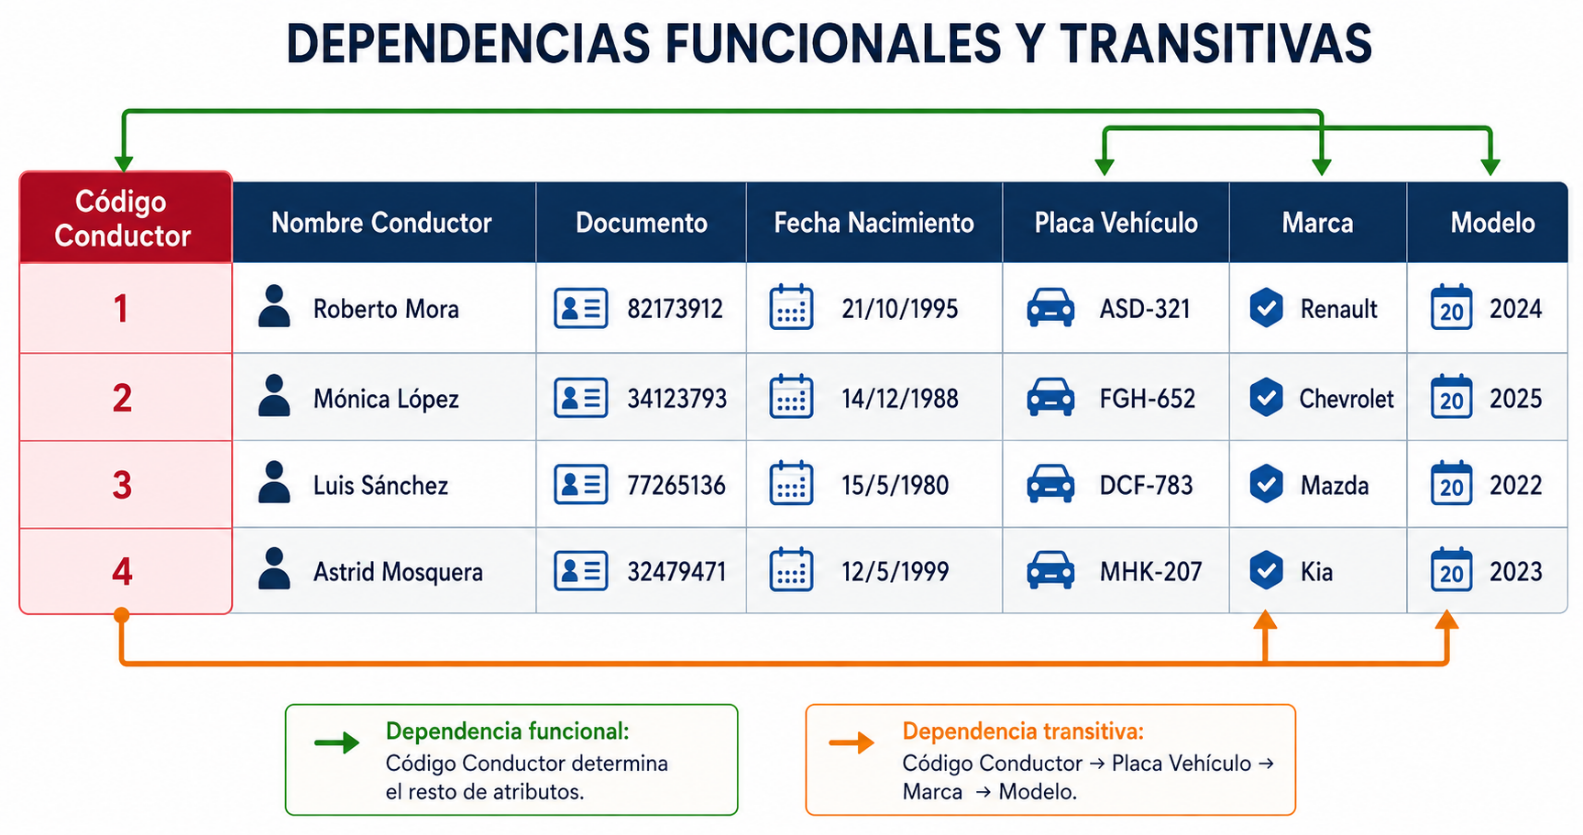 DEPENDENCIAS FUNCIONALES Y TRANSITIVAS
Código
Conductor
Nombre Conductor
Documento
Fecha Nacimiento
Placa Vehículo
Marca
Modelo
1
Roberto Mora
82173912
21/10/1995
ASD-321
Renault
20
2024
2
Mónica López
34123793
14/12/1988
FGH-652
Chevrolet
20
2025
3
Luis Sánchez
77265136
15/5/1980
DCF-783
Mazda
20
2022
4
Astrid Mosquera
32479471
12/5/1999
MHK-207
Kia
20
2023
Dependencia funcional:
Código Conductor determina
el resto de atributos.
Dependencia transitiva:
Código Conductor → Placa Vehículo →
Marca → Modelo.